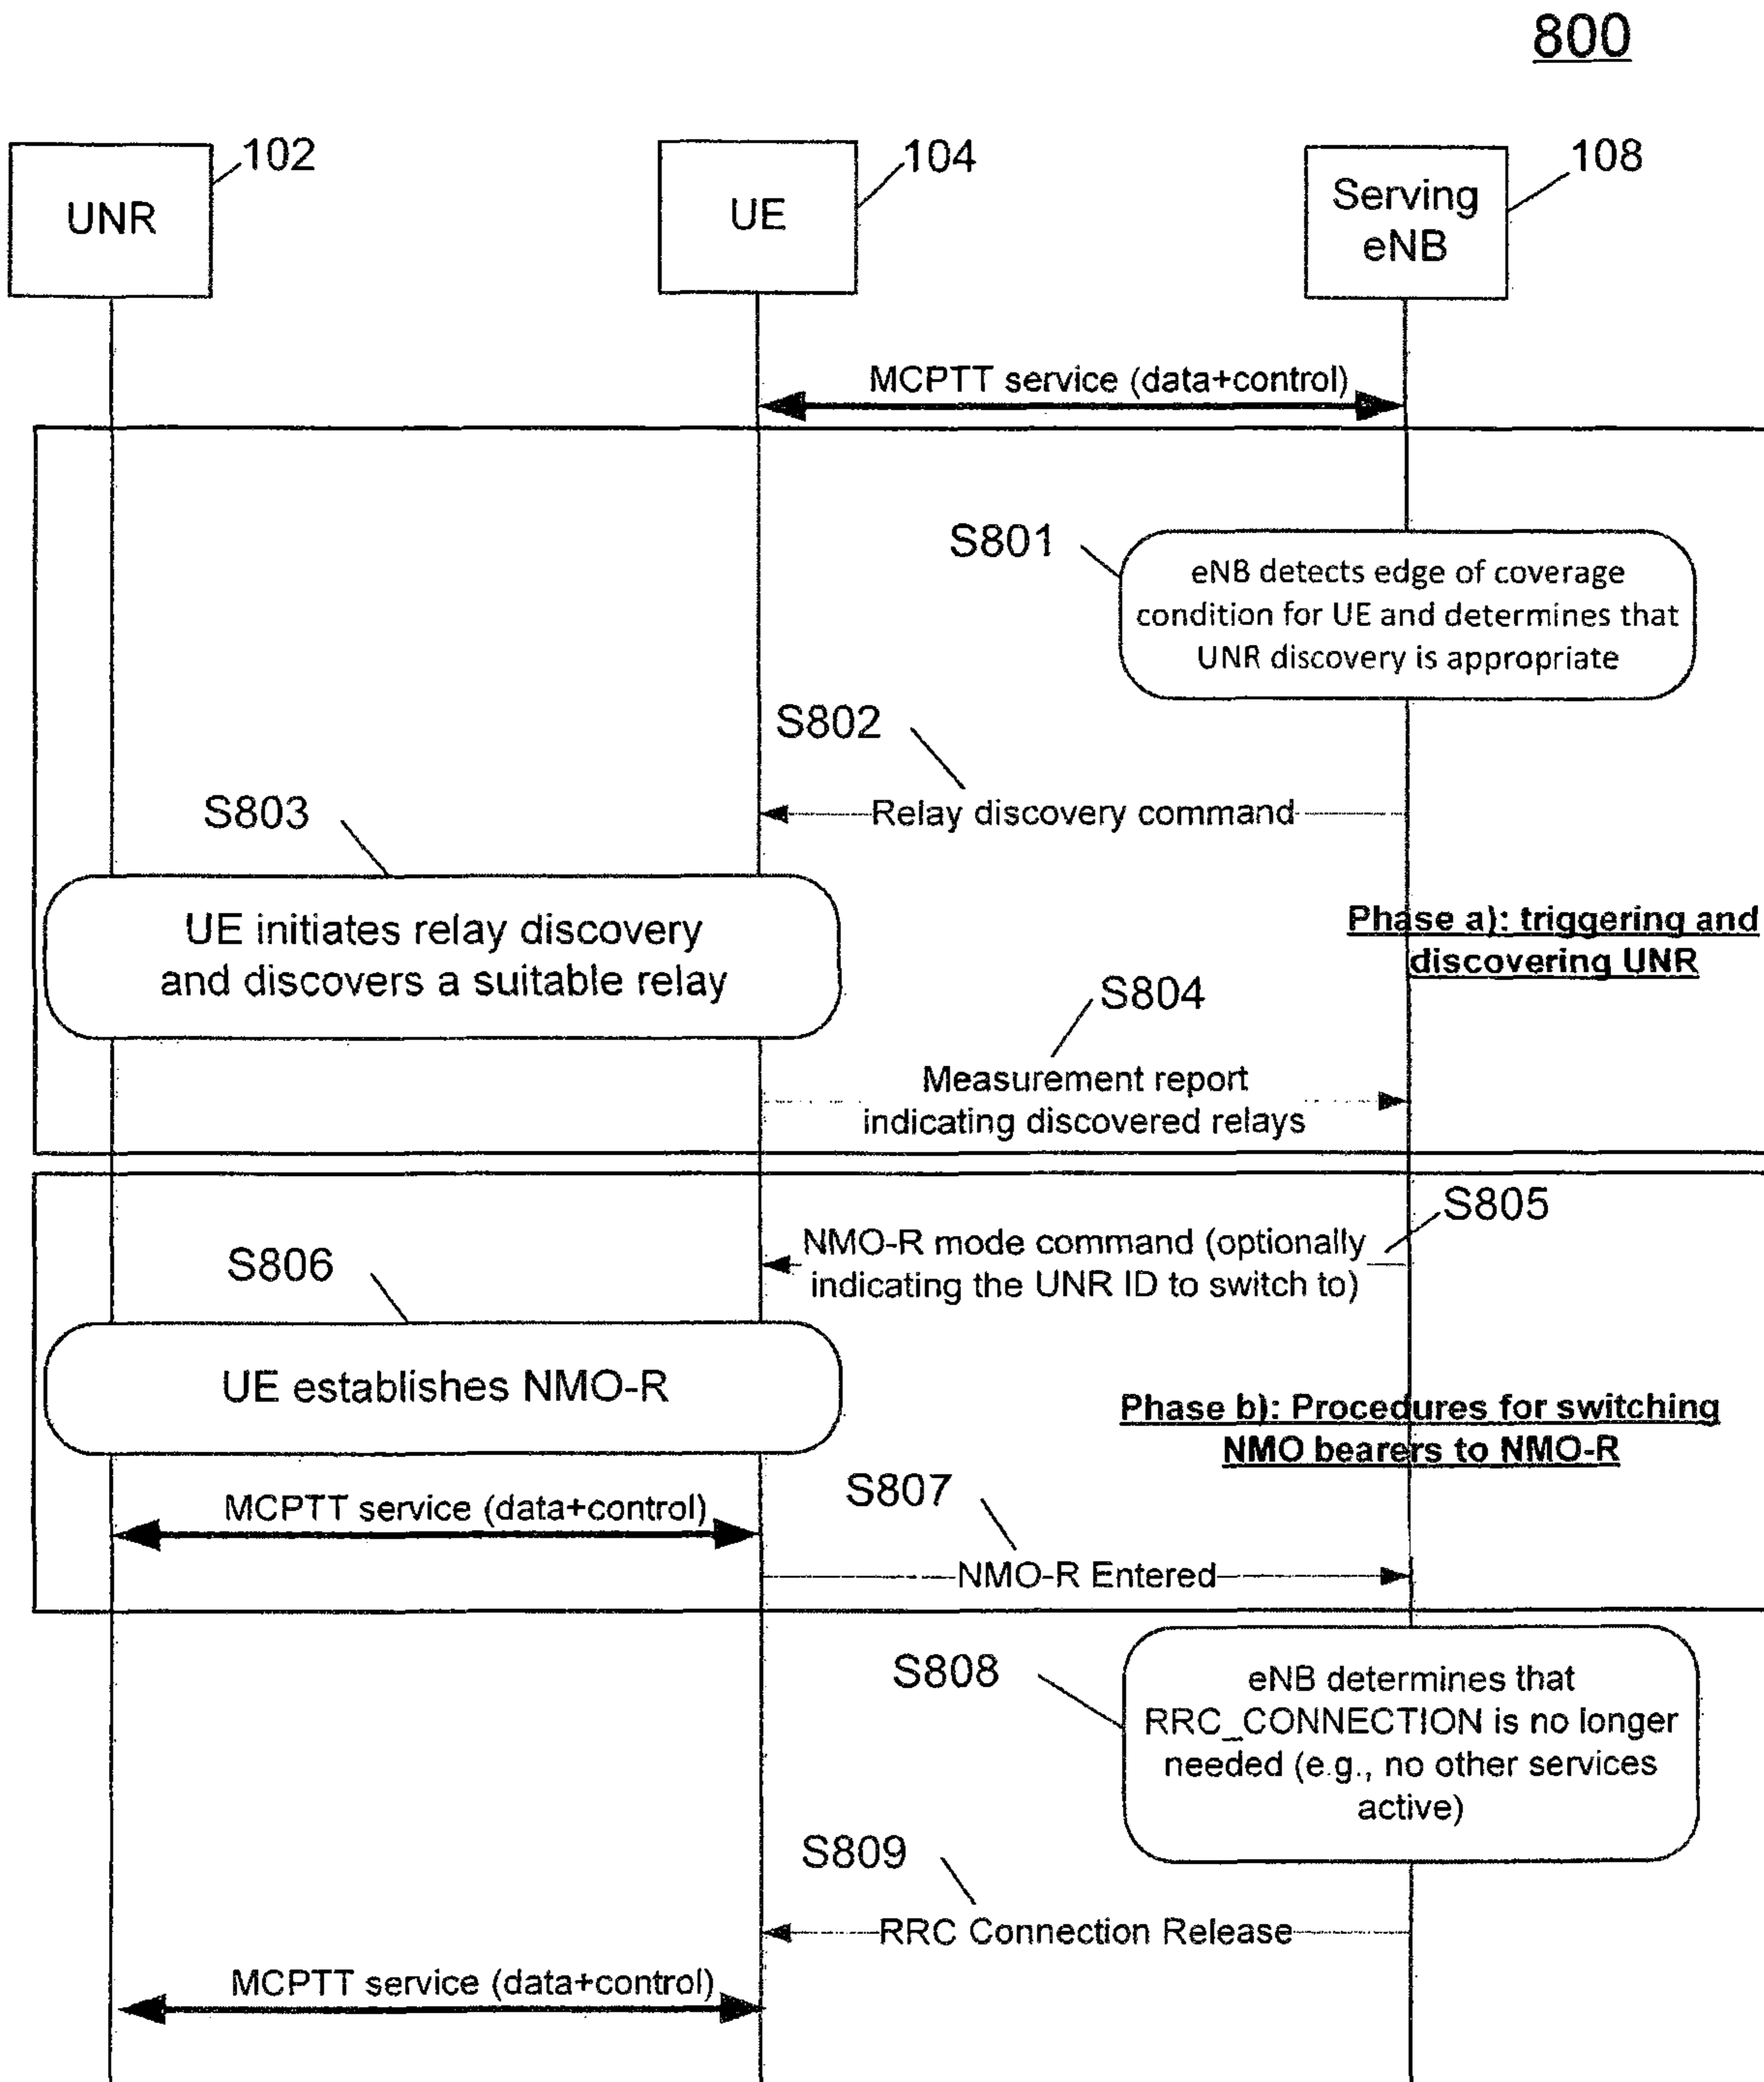 800
102
104
108
UNR
UE
Serving
eNB
MCPTT service (data+control)
S801
eNB detects edge of coverage
condition for UE and determines that
UNR discovery is appropriate
S802
Relay discovery command
S803
UE initiates relay discovery
and discovers a suitable relay
Phase a): triggering and
discovering UNR
S804
Measurement report
indicating discovered relays
S805
NMO-R mode command (optionally
indicating the UNR ID to switch to)
S806
UE establishes NMO-R
Phase b): Procedures for switching
NMO bearers to NMO-R
MCPTT service (data+control)
S807
NMO-R Entered
S808
eNB determines that
RRC_CONNECTION is no longer
needed (e.g., no other services
active)
S809
RRC Connection Release
MCPTT service (data+control)